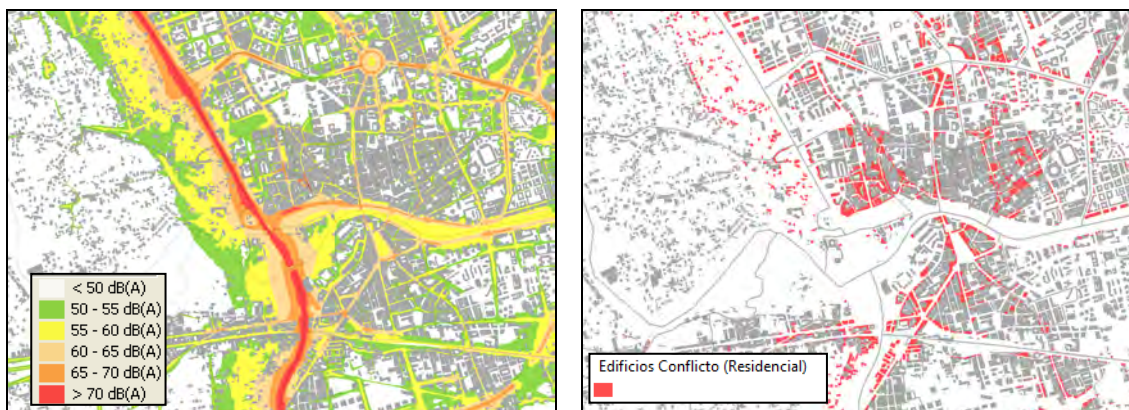 < 50 dB(A)
50 - 55 dB(A)
55 - 60 dB(A)
60 - 65 dB(A)
65 - 70 dB(A)
> 70 dB(A)
Edificios Conflicto (Residencial)